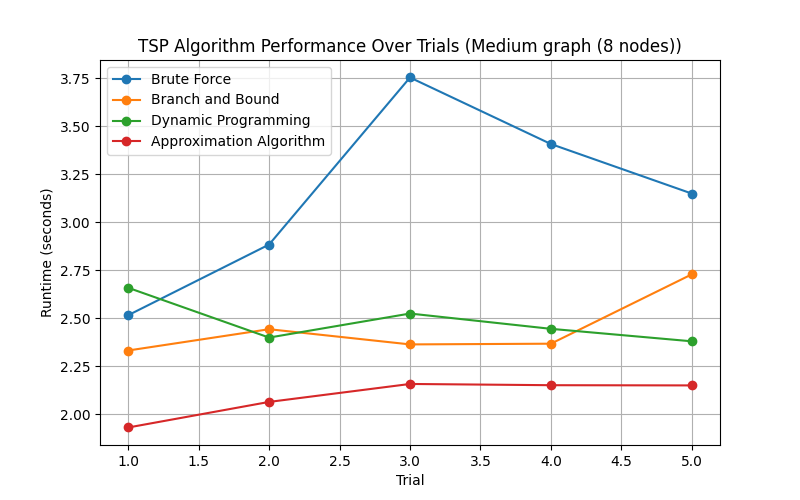 TSP Algorithm Performance Over Trials (Medium graph (8 nodes))
Brute Force
Branch and Bound
Dynamic Programming
Approximation Algorithm
Runtime (seconds)
3.75
3.50
3.25
3.00
2.75
2.50
2.25
2.00
1.0 1.5 2.0 2.5 3.0 3.5 4.0 4.5 5.0
Trial